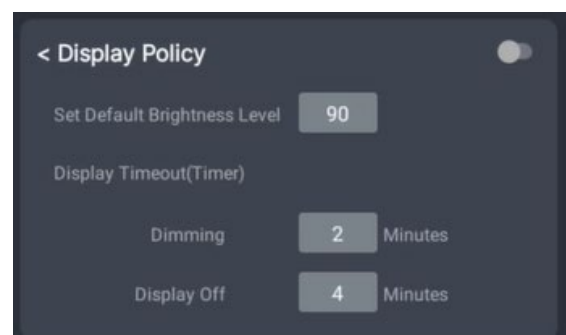 < Display Policy
Set Default Brightness Level 90
Display Timeout(Timer)
Dimming 2 Minutes
Display Off 4 Minutes